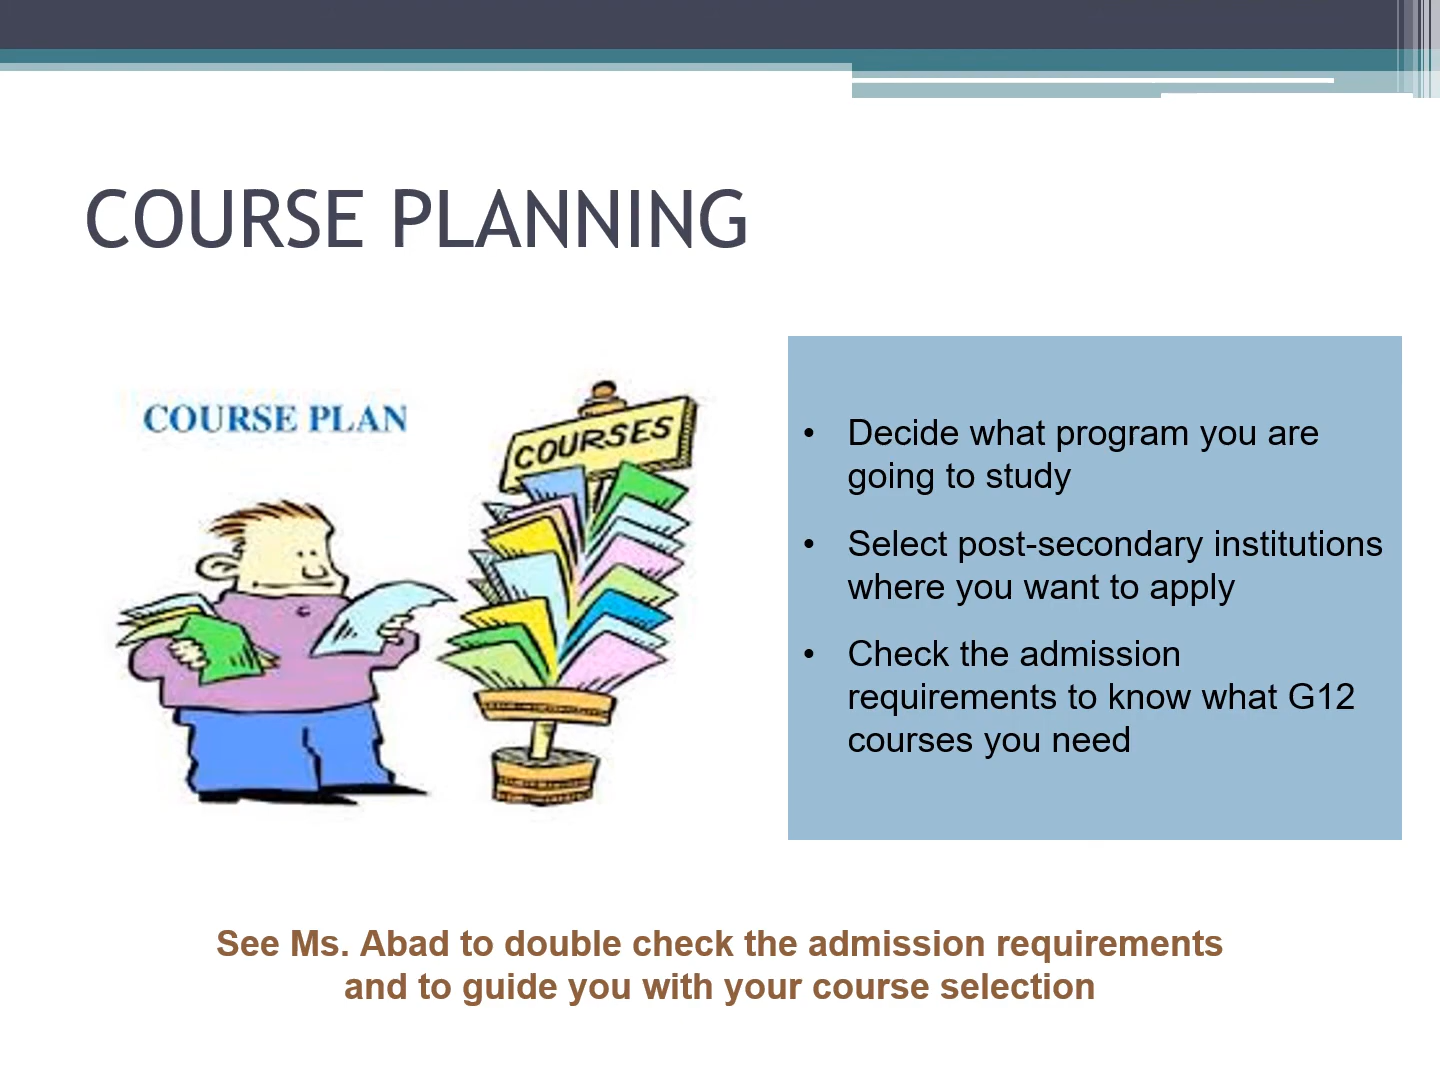 COURSE PLANNING
COURSE PLAN
COURSES
• Decide what program you are
going to study
• Select post-secondary institutions
where you want to apply
• Check the admission
requirements to know what G12
courses you need
See Ms. Abad to double check the admission requirements
and to guide you with your course selection